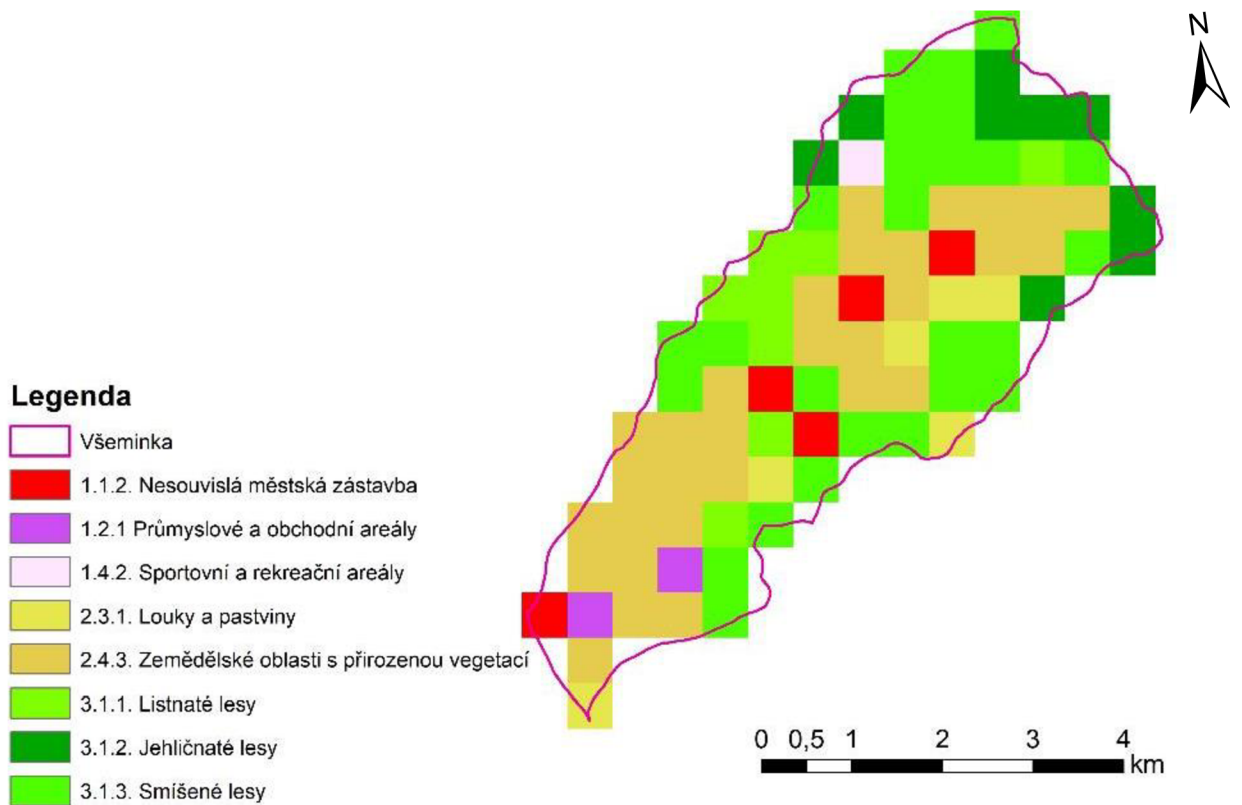 N
Legenda
Všeminka
1.1.2. Nesouvislá městská zástavba
1.2.1 Průmyslové a obchodní areály
1.4.2. Sportovní a rekreační areály
2.3.1. Louky a pastviny
2.4.3. Zemědělské oblasti s přirozenou vegetací
3.1.1. Listnaté lesy
3.1.2. Jehličnaté lesy
3.1.3. Smíšené lesy
0 0,5 1 2 3 4
km